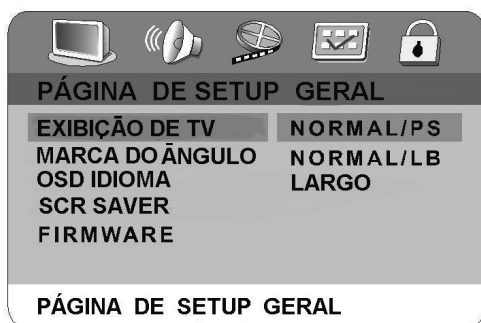 PÁGINA DE SETUP GERAL
EXIBIÇÃO DE TV NORMAL/PS
MARCA DO ÃNGULO NORMAL/LB
OSD IDIOMA LARGO
SCR SAVER
FIRMWARE
PÁGINA DE SETUP GERAL